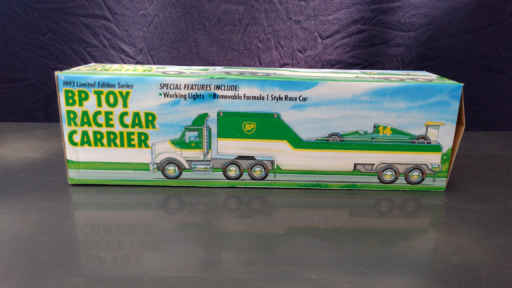 1993 Limited Edition Series
BP TOY
RACE CAR
CARRIER
SPECIAL FEATURES INCLUDE:
Working Lights Removable Formula 1 Style Race Car
BP
14